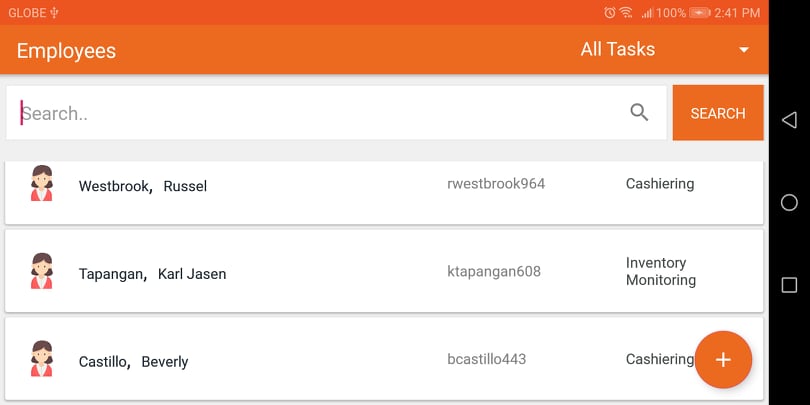 GLOBE 100% 2:41 PM
Employees All Tasks
Search.. SEARCH
Westbrook, Russel rwestbrook964 Cashiering
Tapangan, Karl Jasen ktapangan608 Inventory
Monitoring
Castillo, Beverly bcastillo443 Cashiering